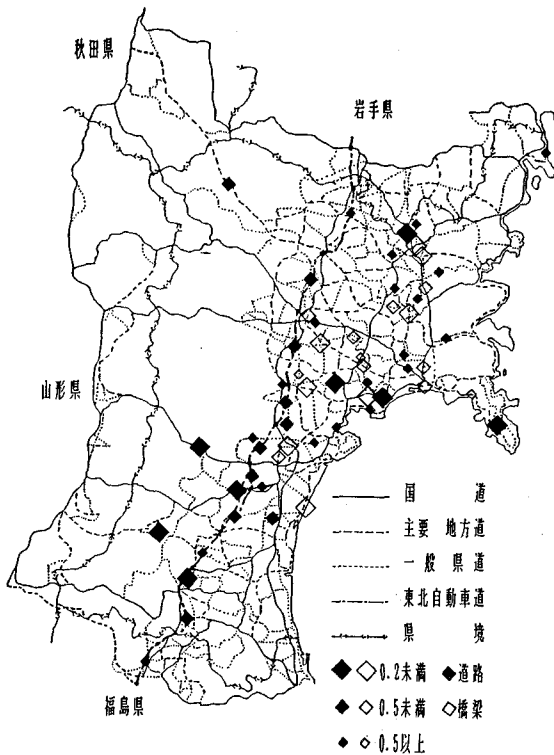 秋田県
岩手県
山形県
福島県
国道
主要地方道
一般県道
東北自動車道
県境
0.2未満 道路
0.5未満 橋梁
0.5以上